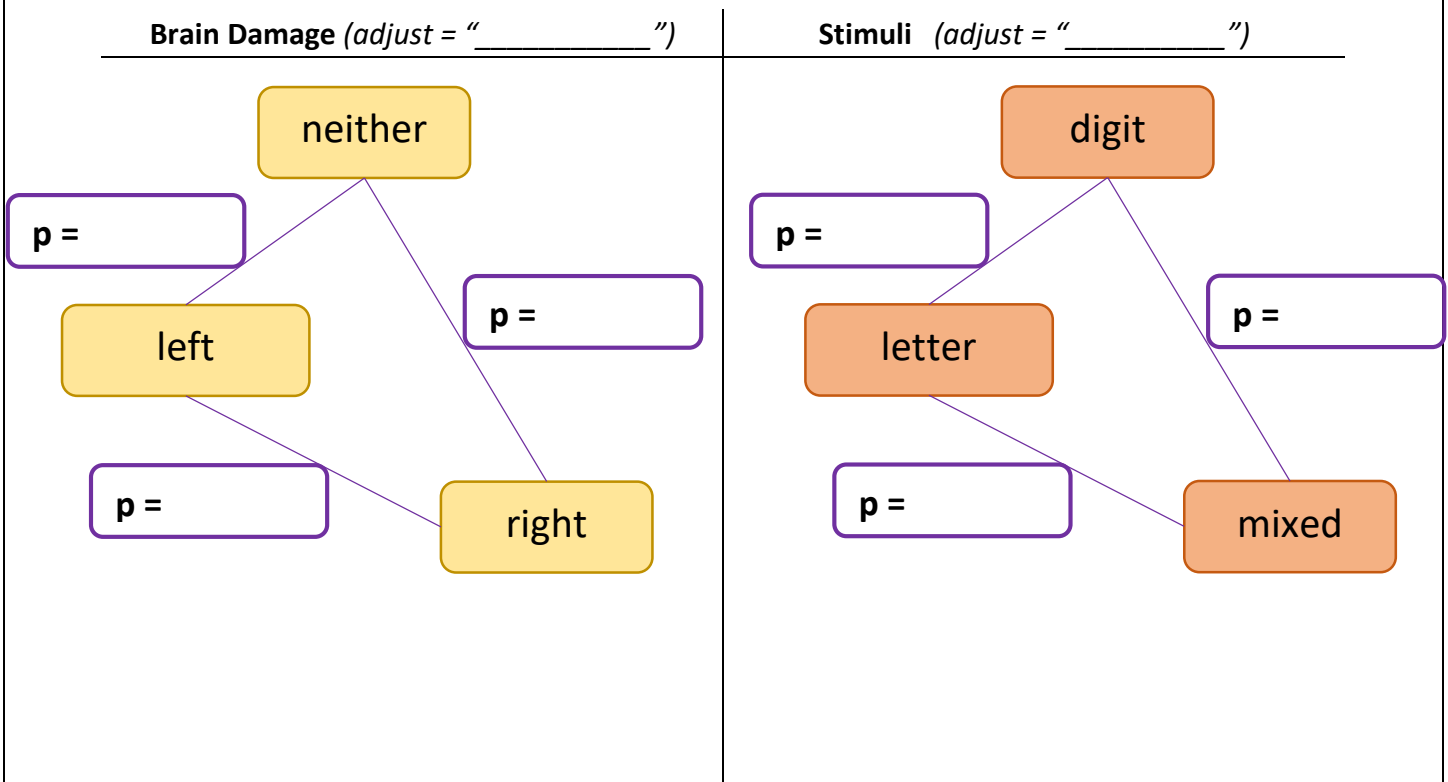 Brain Damage (adjust = “___________”)
Stimuli (adjust = “__________”)
neither
p =
p =
left
p =
right
digit
p =
p =
letter
p =
mixed